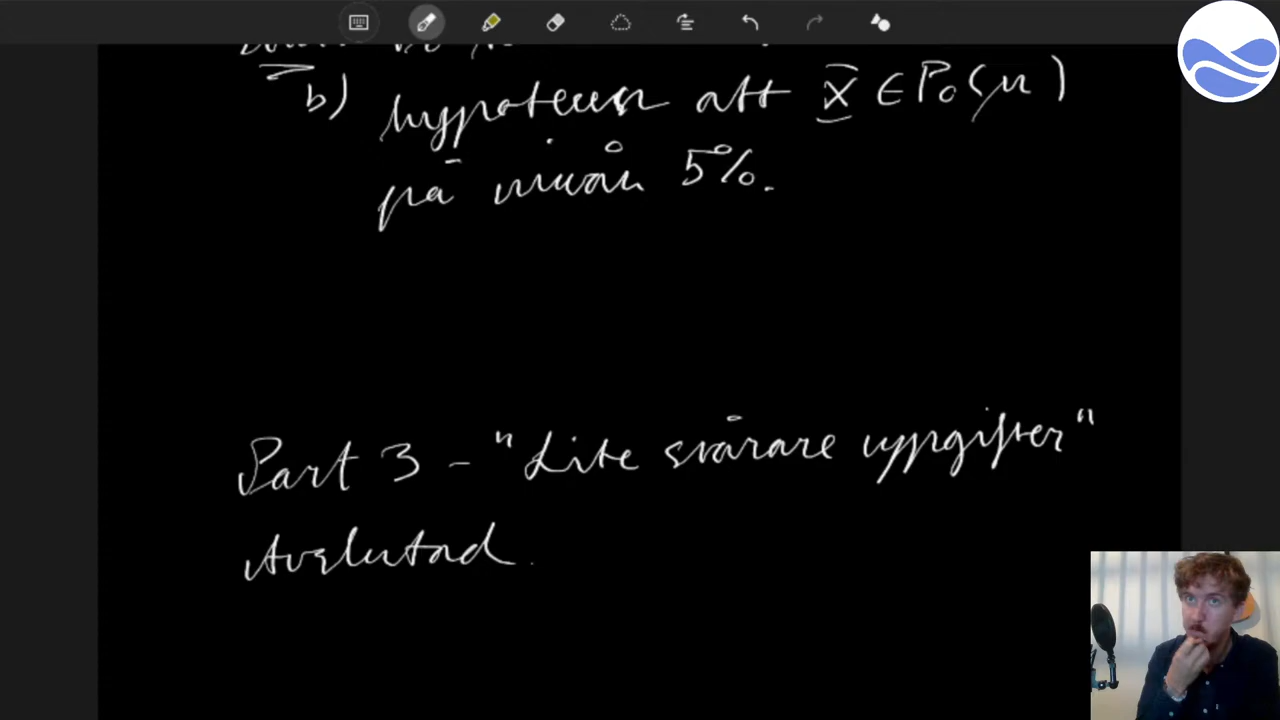 b) hypotesen att X ∈ Po(μ)
på nivån 5%.
Part 3 - "Lite svårare uppgifter"
Avslutad.